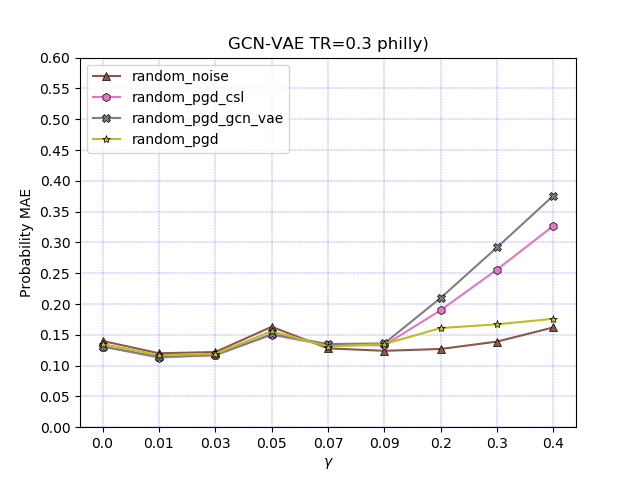 GCN-VAE TR=0.3 philly)
random_noise
random_pgd_csl
random_pgd_gcn_vae
random_pgd
Probability MAE
0.60
0.55
0.50
0.45
0.40
0.35
0.30
0.25
0.20
0.15
0.10
0.05
0.00
0.0 0.01 0.03 0.05 0.07 0.09 0.2 0.3 0.4
γ